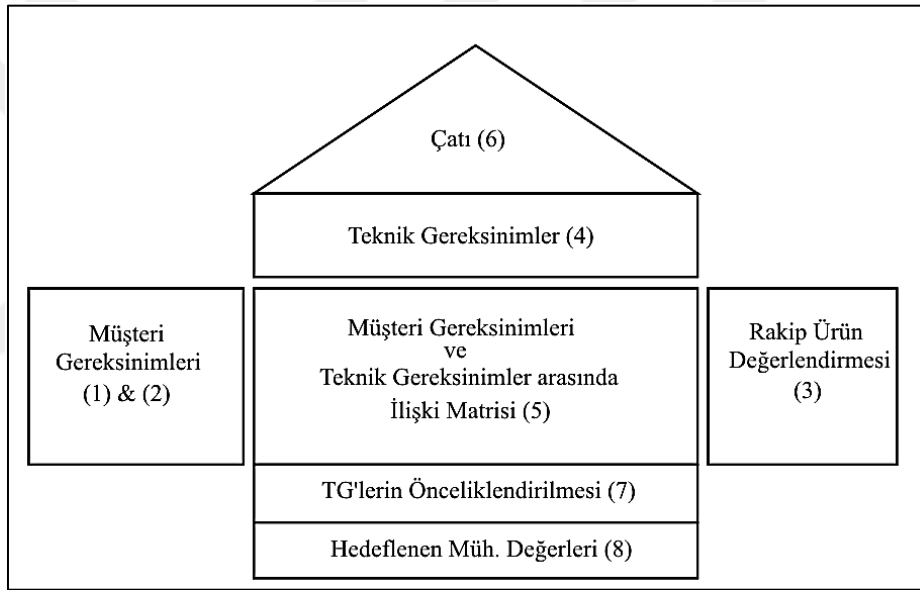 Çatı (6)
Teknik Gereksinimler (4)
Müşteri
Gereksinimleri
(1) & (2)
Müşteri Gereksinimleri
ve
Teknik Gereksinimler arasında
İlişki Matrisi (5)
Rakip Ürün
Değerlendirmesi
(3)
TG'lerin Önceliklendirilmesi (7)
Hedeflenen Müh. Değerleri (8)